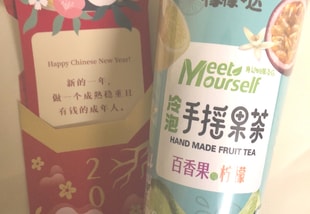 Happy Chinese New Year!
新的一年，
做一个成熟稳重且
有钱的成年人。
20
Meet
Mourself
冷泡
手摇果茶
HAND MADE FRUIT TEA
百香果
柠檬